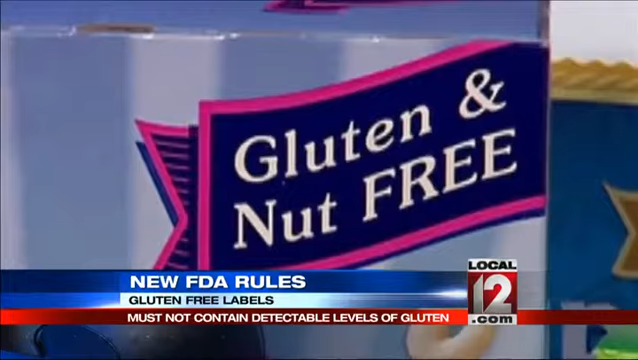 Gluten &
Nut FREE
NEW FDA RULES
GLUTEN FREE LABELS
MUST NOT CONTAIN DETECTABLE LEVELS OF GLUTEN
LOCAL
12
.com